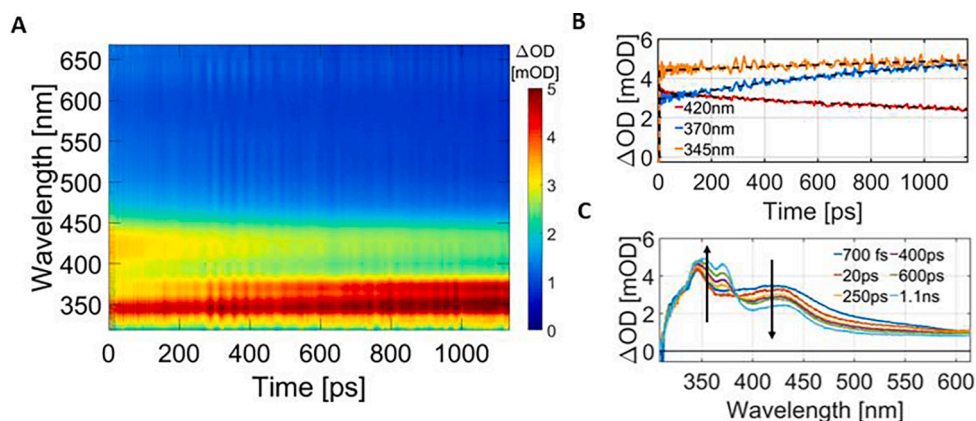 A
Wavelength [nm]
650
600
550
500
450
400
350
0 200 400 600 800 1000
Time [ps]
ΔOD
[mOD]
5
4
3
2
1
0
B
ΔOD [mOD]
6
4
2
0
420nm
370nm
345nm
0 200 400 600 800 1000
Time [ps]
C
ΔOD [mOD]
6
4
2
0
700 fs 400ps
20ps 600ps
250ps 1.1ns
350 400 450 500 550 600
Wavelength [nm]